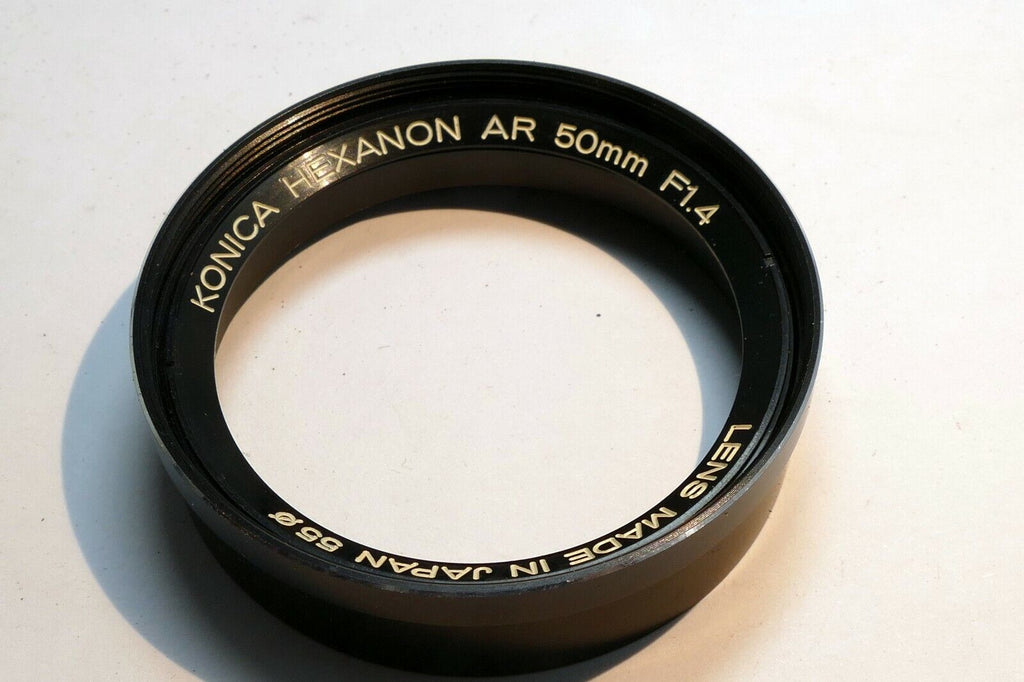 KONICA HEXANON AR 50mm F1.4
LENS MADE IN JAPAN 55ø